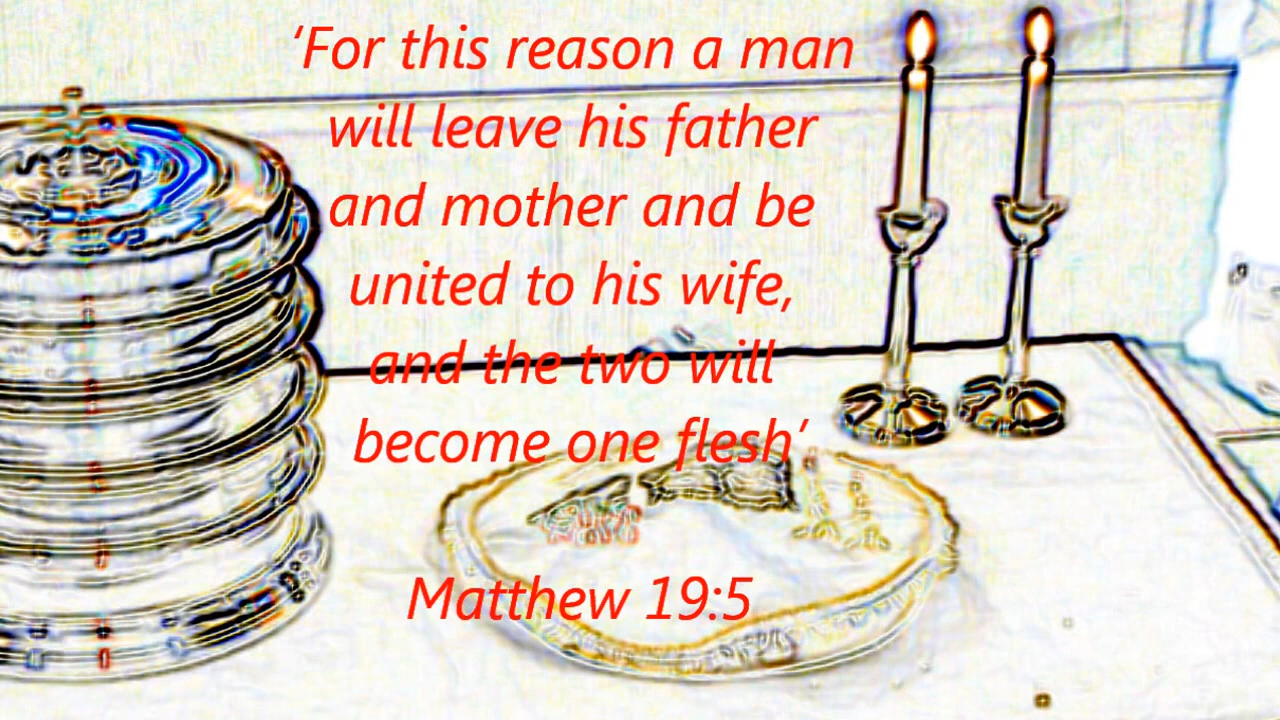 ‘For this reason a man
will leave his father
and mother and be
united to his wife,
and the two will
become one flesh’
Matthew 19:5